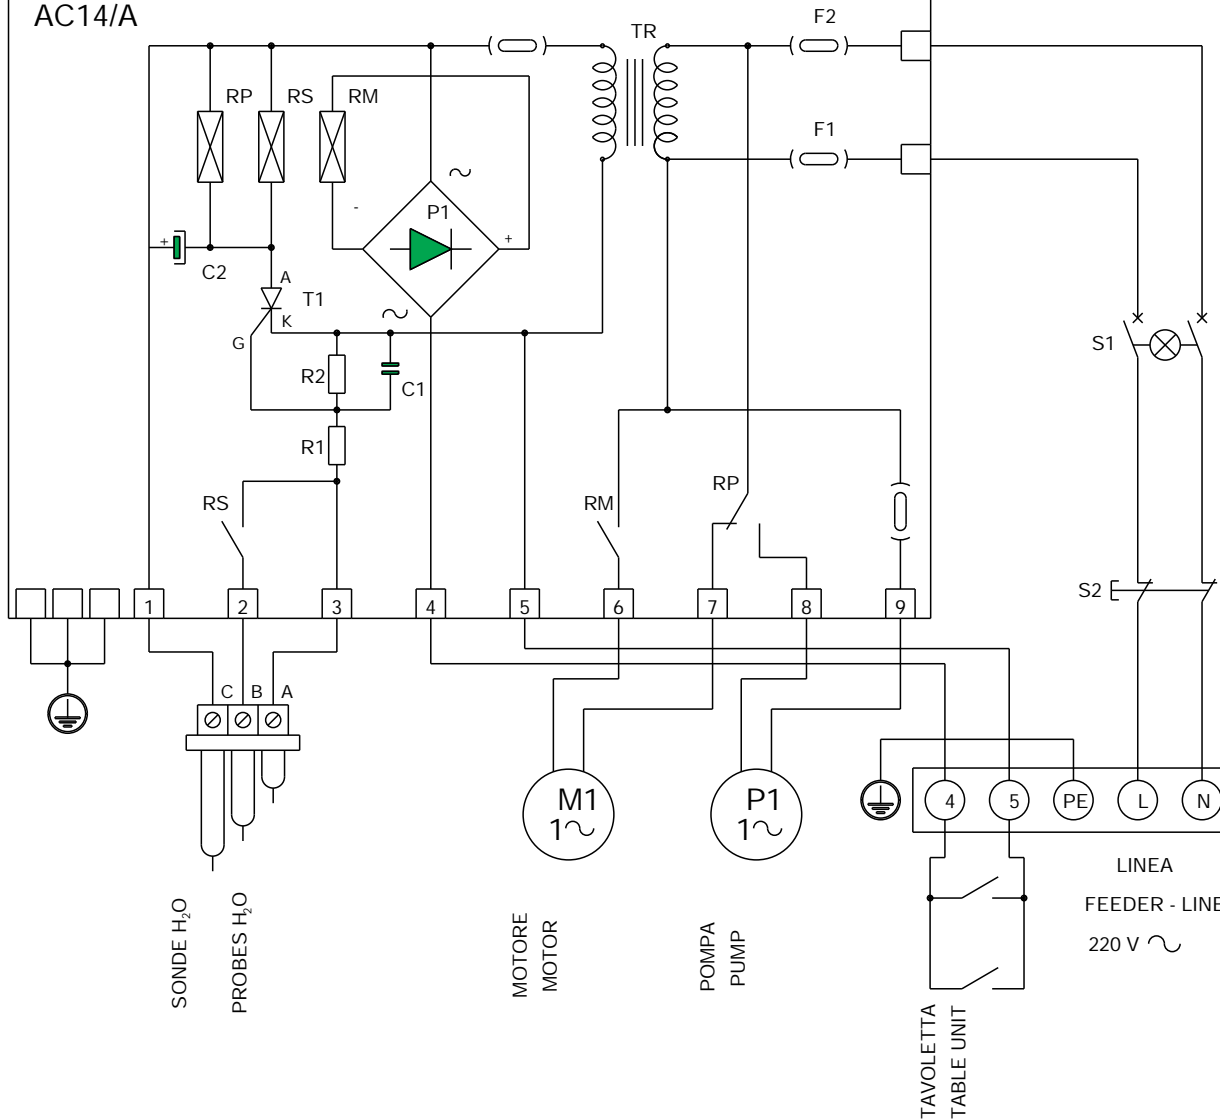 AC14/A
F2
TR
RP
RS
RM
F1
-
P1
+
+
C2
A
T1
K
G
S1
R2
C1
R1
RP
RS
RM
S2
1
2
3
4
5
6
7
8
9
C
B
A
M1
1~
P1
1~
4
5
PE
L
N
LINEA
FEEDER - LINE
220 V ~
SONDE H₂O
PROBES H₂O
MOTORE
MOTOR
POMPA
PUMP
TAVOLETTA
TABLE UNIT